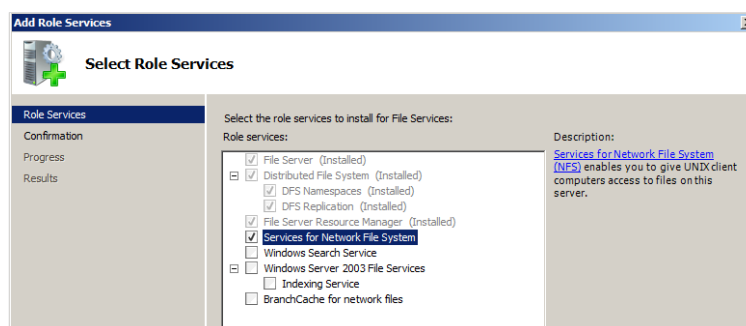 Add Role Services
Select Role Services
Role Services
Confirmation
Progress
Results
Select the role services to install for File Services:
Role services:
File Server (Installed)
Distributed File System (Installed)
DFS Namespaces (Installed)
DFS Replication (Installed)
File Server Resource Manager (Installed)
Services for Network File System
Windows Search Service
Windows Server 2003 File Services
Indexing Service
BranchCache for network files
Description:
Services for Network File System
(NFS) enables you to give UNIX client
computers access to files on this
server.